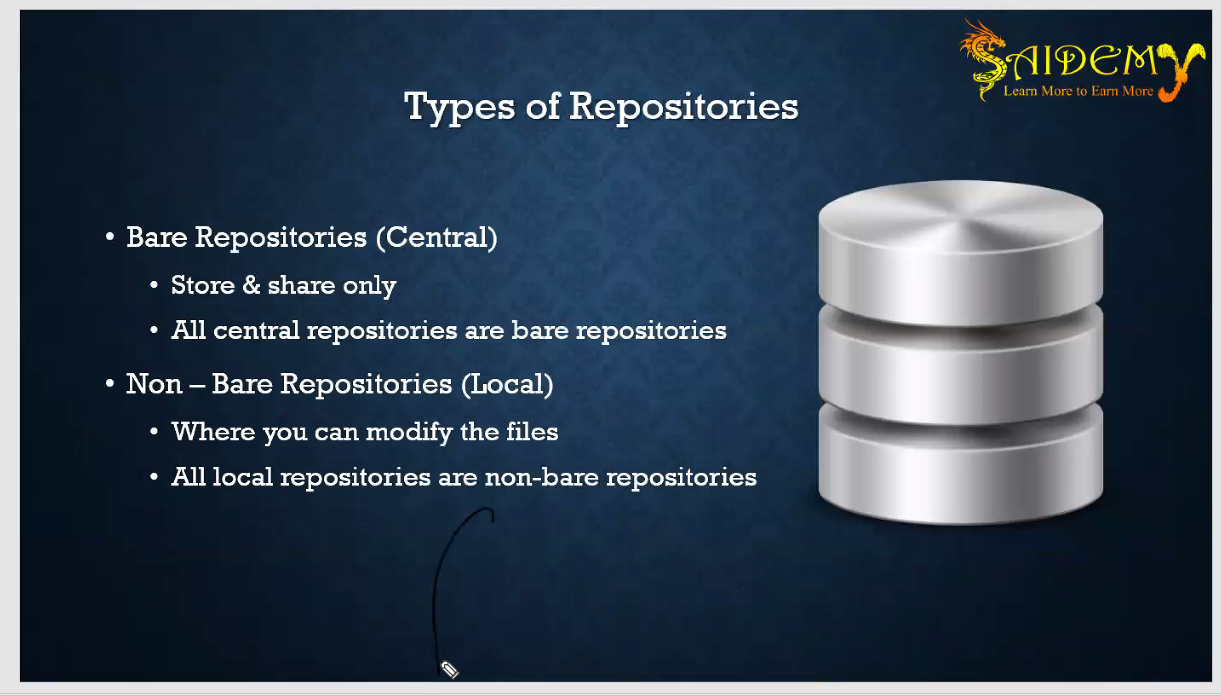 SAIDEMY
Learn More to Earn More
Types of Repositories
• Bare Repositories (Central)
• Store & share only
• All central repositories are bare repositories
• Non – Bare Repositories (Local)
• Where you can modify the files
• All local repositories are non-bare repositories